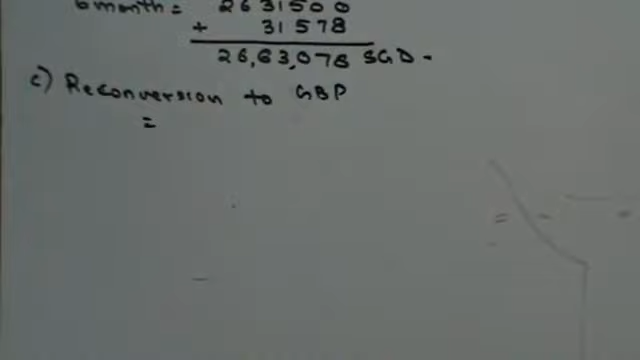 6 month = 2631500
+ 31578
26,63,078 SGD.
c) Reconversion to GBP
=